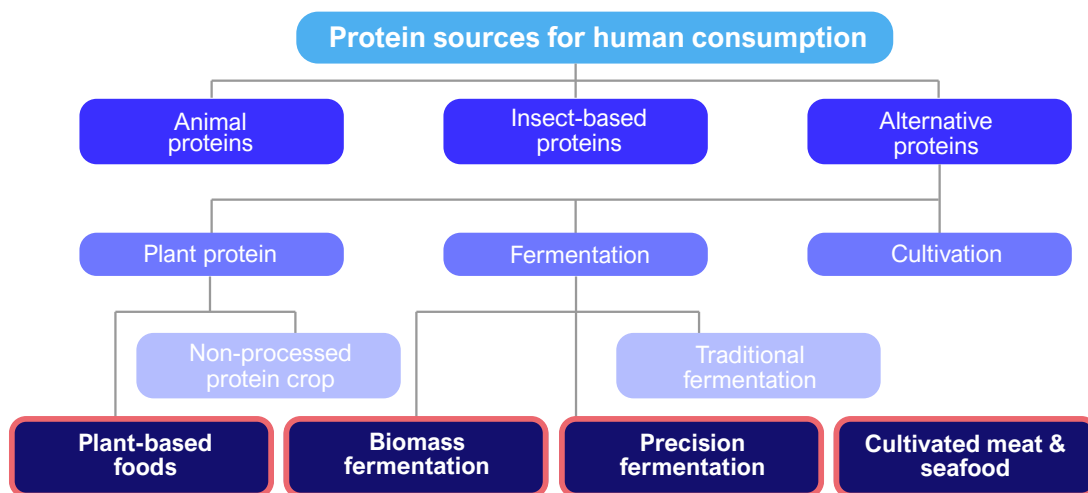 Protein sources for human consumption
Animal
proteins
Insect-based
proteins
Alternative
proteins
Plant protein
Fermentation
Cultivation
Non-processed
protein crop
Traditional
fermentation
Plant-based
foods
Biomass
fermentation
Precision
fermentation
Cultivated meat &
seafood